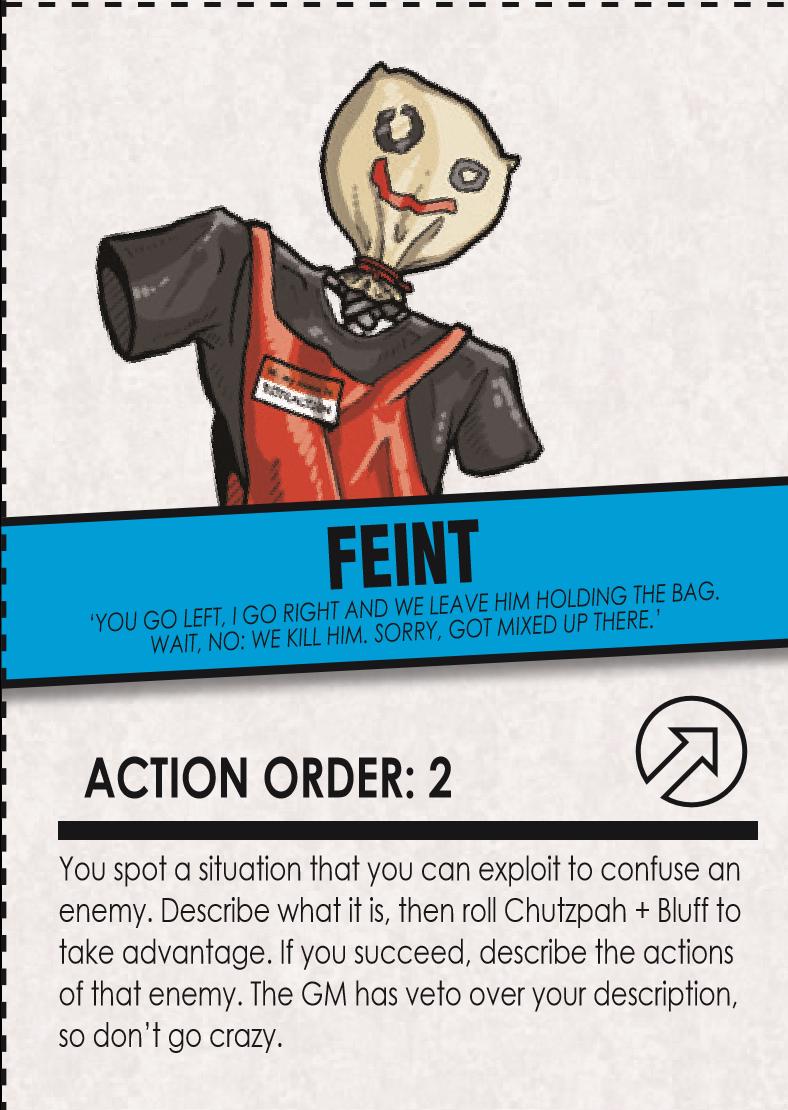 FEINT
‘YOU GO LEFT, I GO RIGHT AND WE LEAVE HIM HOLDING THE BAG.
WAIT, NO: WE KILL HIM. SORRY, GOT MIXED UP THERE.’
ACTION ORDER: 2
You spot a situation that you can exploit to confuse an
enemy. Describe what it is, then roll Chutzpah + Bluff to
take advantage. If you succeed, describe the actions
of that enemy. The GM has veto over your description,
so don’t go crazy.